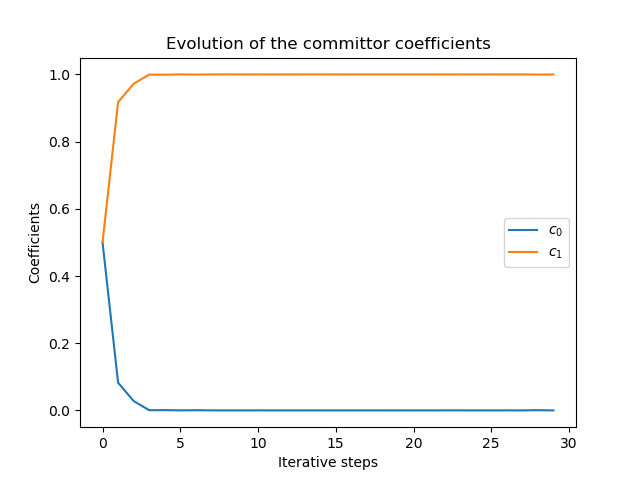 Evolution of the committor coefficients
1.0
0.8
0.6
0.4
0.2
0.0
Coefficients
c₀
c₁
0 5 10 15 20 25 30
Iterative steps